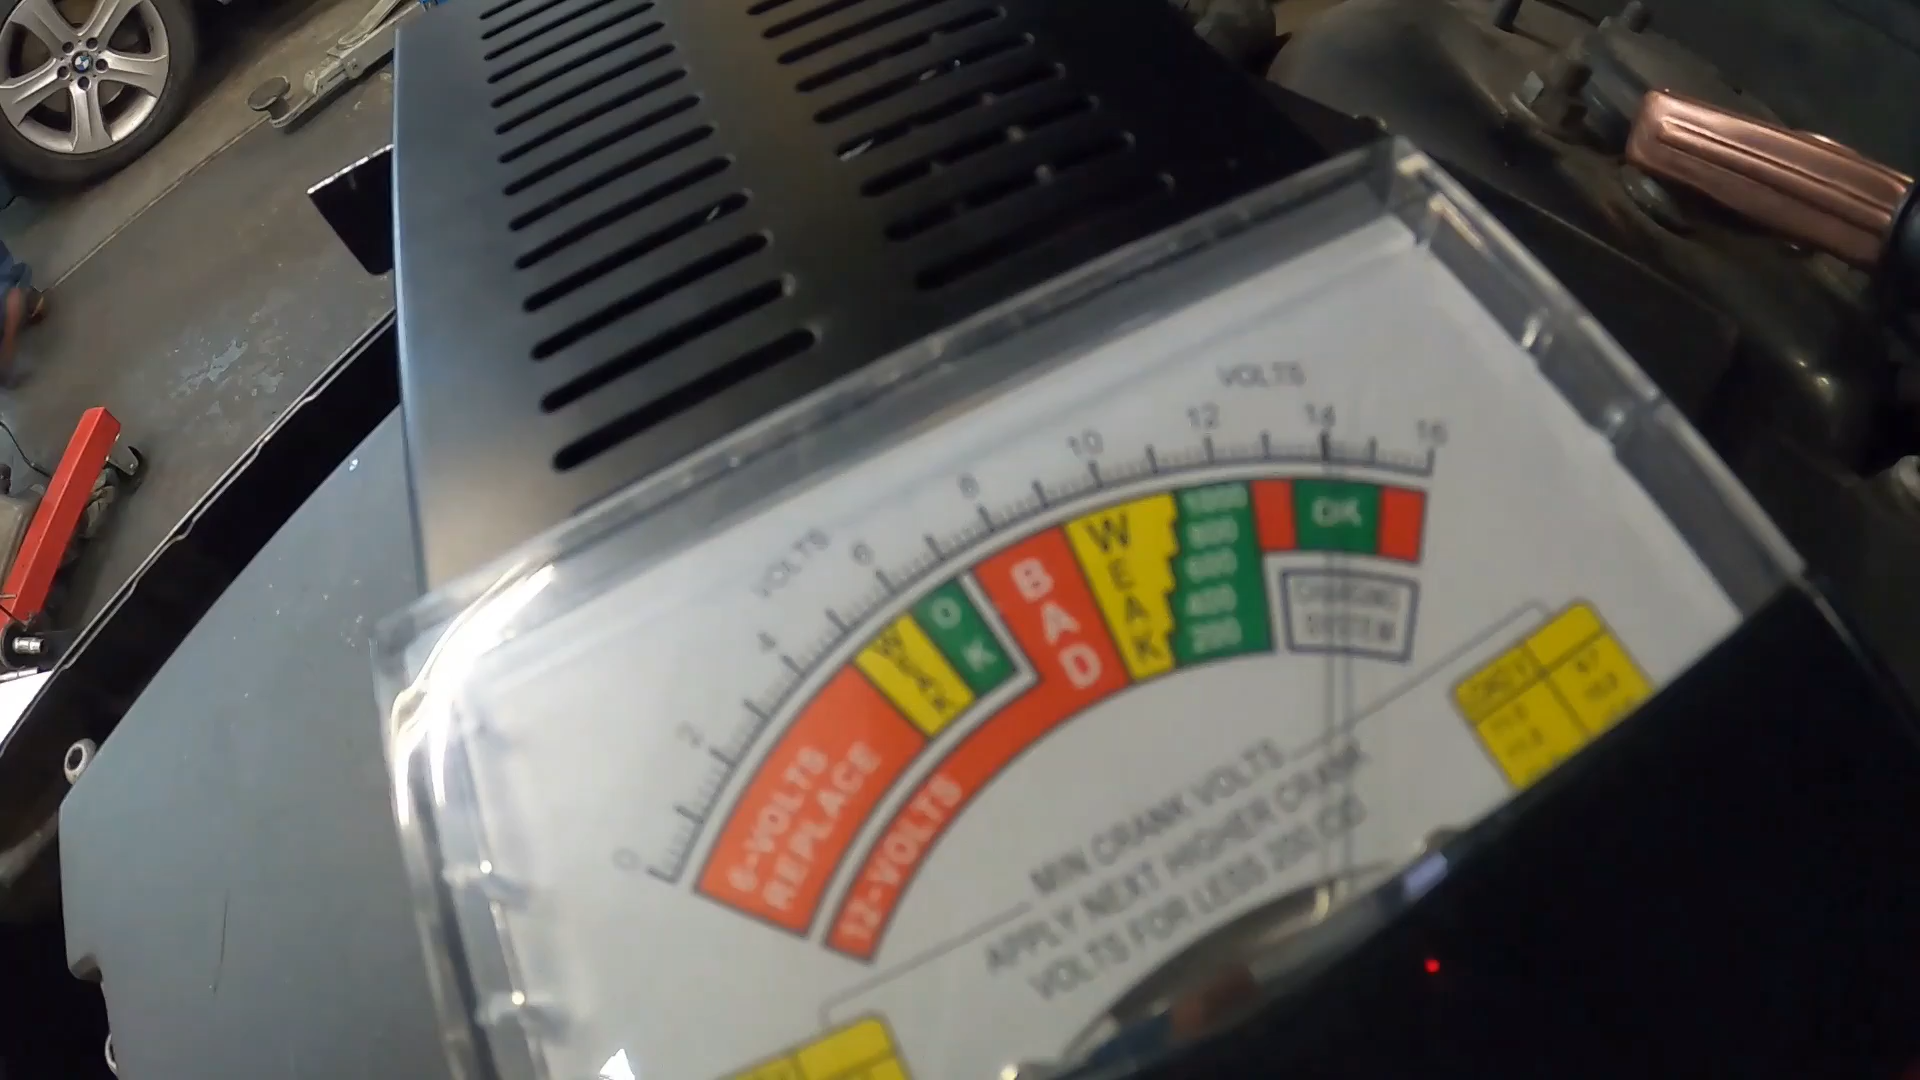 VOLTS
VOLTS
0 2 4 6 8 10 12 14 16
6-VOLTS
REPLACE
WEAK
OK
12-VOLTS
BAD
WEAK
1000
800
600
400
200
OK
CHARGING
SYSTEM
MIN CRANK VOLTS
APPLY NEXT HIGHER CRANK
VOLTS FOR LESS 200